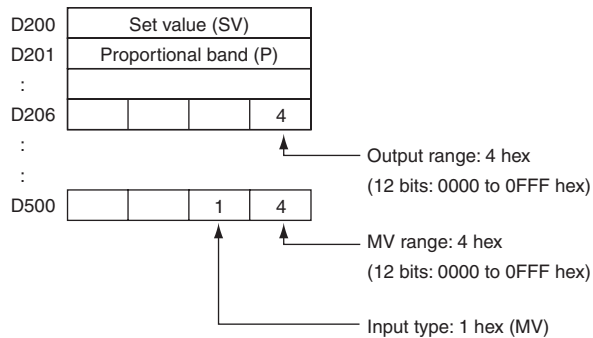 D200 Set value (SV)
D201 Proportional band (P)
:
D206 4
:
Output range: 4 hex
(12 bits: 0000 to 0FFF hex)
:
D500 1 4
MV range: 4 hex
(12 bits: 0000 to 0FFF hex)
Input type: 1 hex (MV)